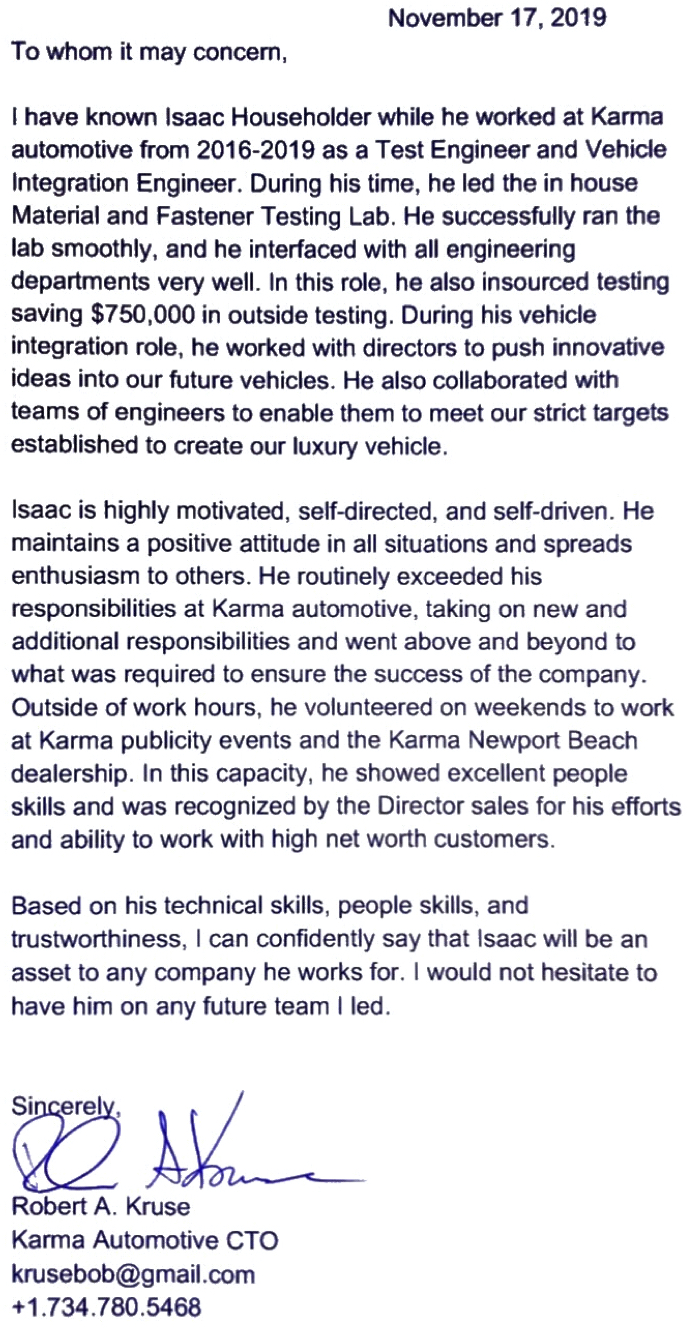 November 17, 2019
To whom it may concern,
I have known Isaac Householder while he worked at Karma
automotive from 2016-2019 as a Test Engineer and Vehicle
Integration Engineer. During his time, he led the in house
Material and Fastener Testing Lab. He successfully ran the
lab smoothly, and he interfaced with all engineering
departments very well. In this role, he also insourced testing
saving $750,000 in outside testing. During his vehicle
integration role, he worked with directors to push innovative
ideas into our future vehicles. He also collaborated with
teams of engineers to enable them to meet our strict targets
established to create our luxury vehicle.
Isaac is highly motivated, self-directed, and self-driven. He
maintains a positive attitude in all situations and spreads
enthusiasm to others. He routinely exceeded his
responsibilities at Karma automotive, taking on new and
additional responsibilities and went above and beyond to
what was required to ensure the success of the company.
Outside of work hours, he volunteered on weekends to work
at Karma publicity events and the Karma Newport Beach
dealership. In this capacity, he showed excellent people
skills and was recognized by the Director sales for his efforts
and ability to work with high net worth customers.
Based on his technical skills, people skills, and
trustworthiness, I can confidently say that Isaac will be an
asset to any company he works for. I would not hesitate to
have him on any future team I led.
Sincerely,
Robert A. Kruse
Karma Automotive CTO
krusebob@gmail.com
+1.734.780.5468